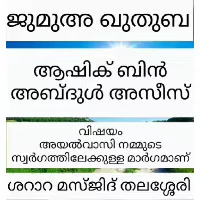 ജുമുഅ ഖുതുബ
ആഷിക് ബിൻ
അബ്ദുൾ അസീസ്
വിഷയം
അയൽവാസി നമ്മുടെ
സ്വർഗത്തിലേക്കുള്ള മാർഗമാണ്
ശറാറ മസ്ജിദ് തലശ്ശേരി